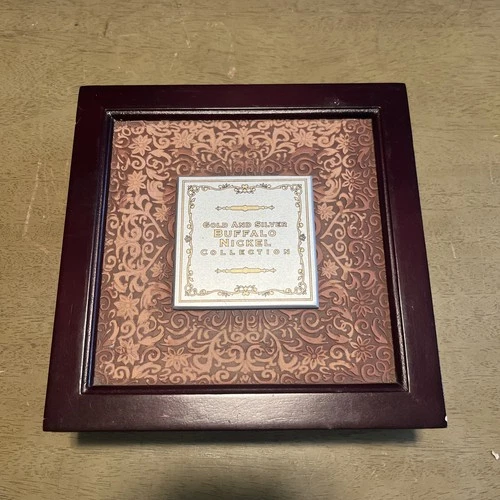 Gold And Silver
Buffalo
Nickel
Collection